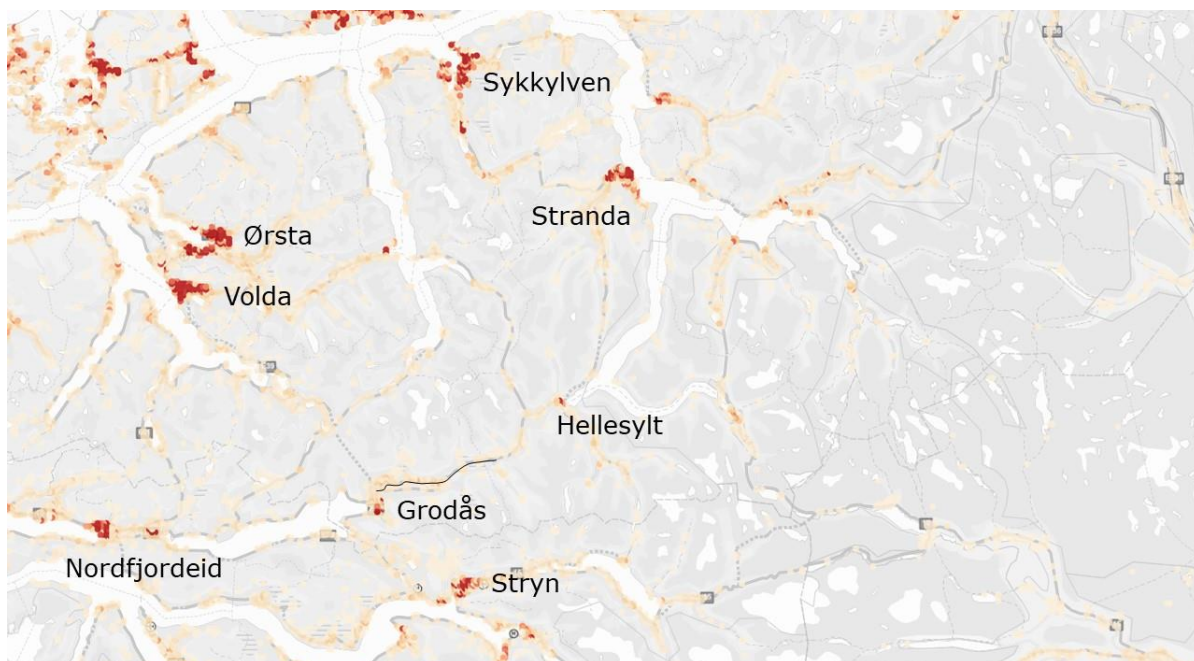 Sykkylven
Stranda
Ørsta
Volda
Hellesylt
Grodås
Nordfjordeid
Stryn